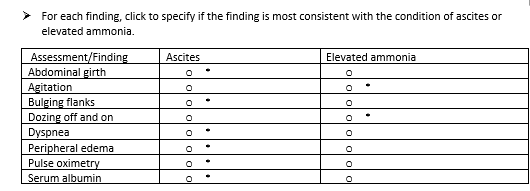 ➤ For each finding, click to specify if the finding is most consistent with the condition of ascites or
elevated ammonia.
Assessment/Finding Ascites Elevated ammonia
Abdominal girth o * o
Agitation o o *
Bulging flanks o * o
Dozing off and on o o *
Dyspnea o * o
Peripheral edema o * o
Pulse oximetry o * o
Serum albumin o * o